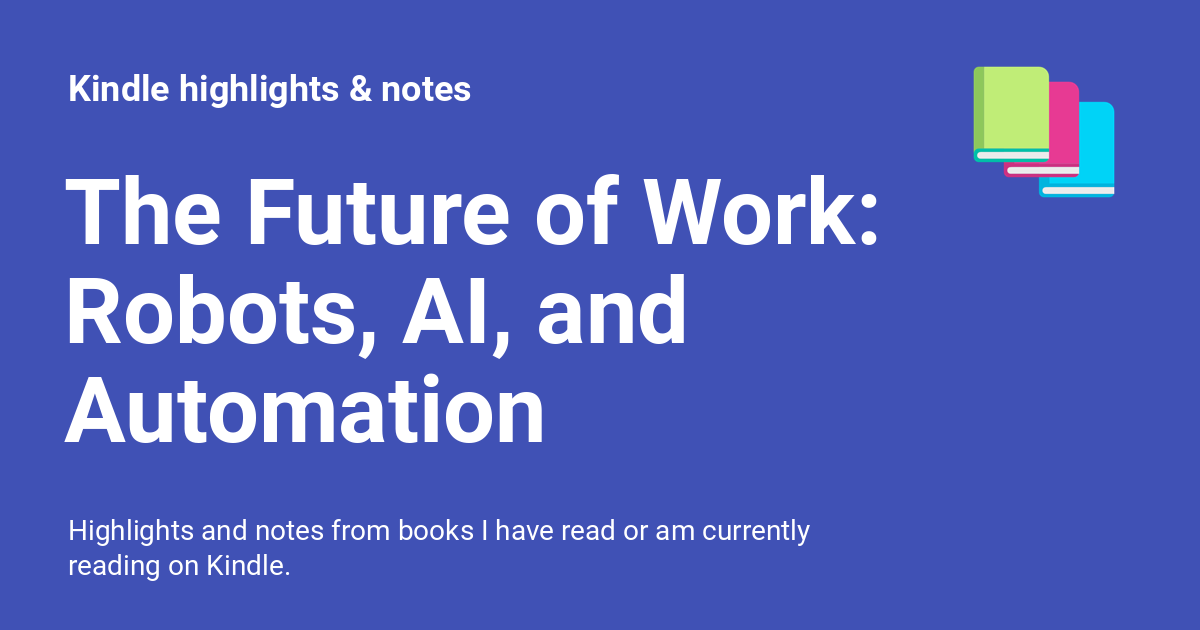 Kindle highlights & notes
The Future of Work:
Robots, AI, and
Automation
Highlights and notes from books I have read or am currently
reading on Kindle.